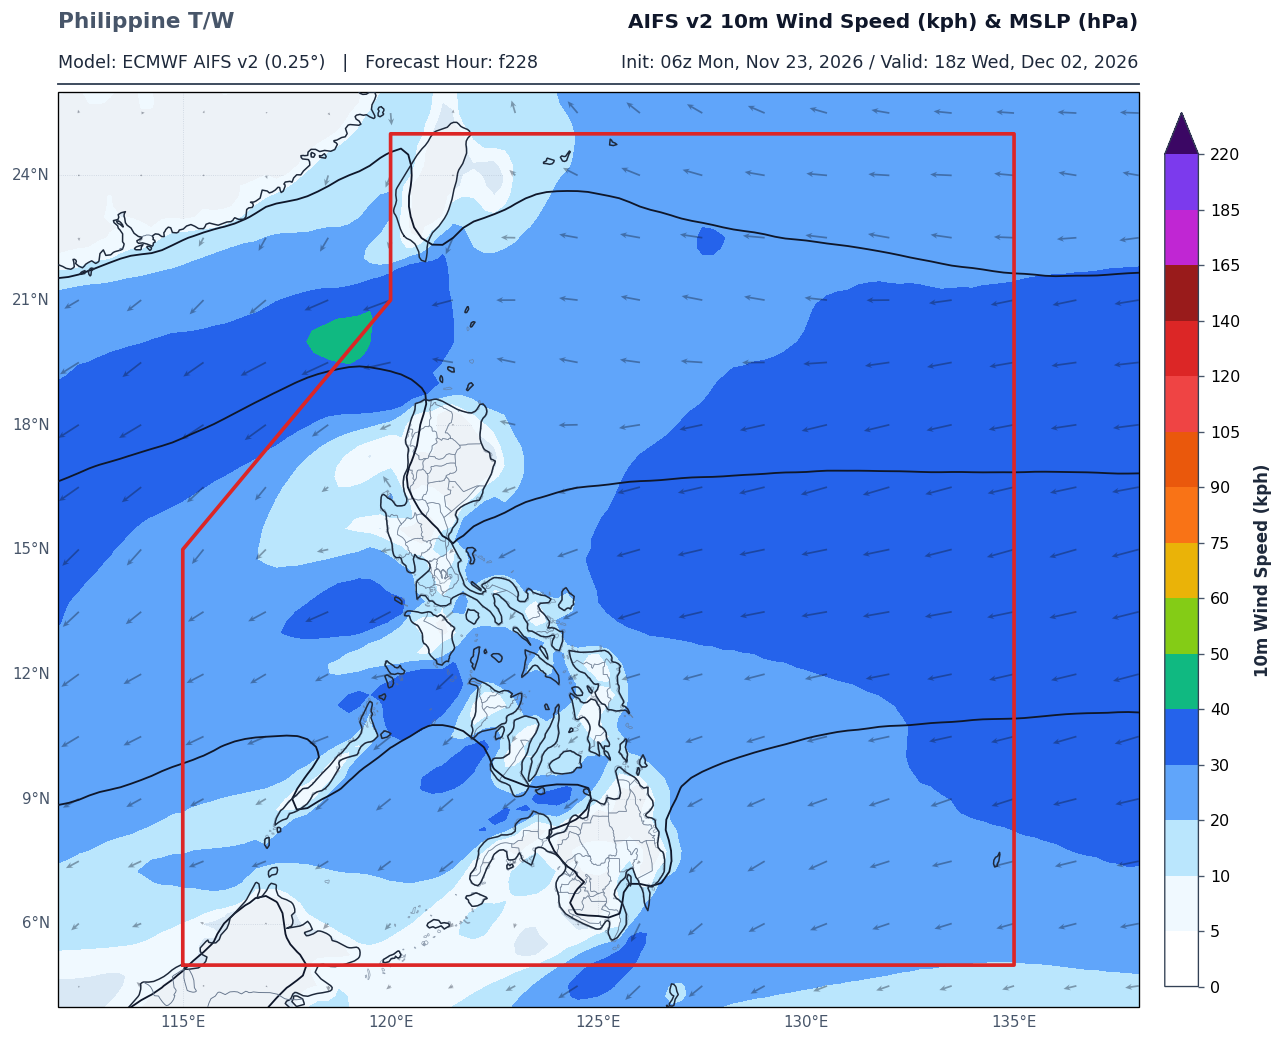 Philippine T/W
AIFS v2 10m Wind Speed (kph) & MSLP (hPa)
Model: ECMWF AIFS v2 (0.25°) | Forecast Hour: f228
Init: 06z Mon, Nov 23, 2026 / Valid: 18z Wed, Dec 02, 2026
24°N
21°N
18°N
15°N
12°N
9°N
6°N
115°E
120°E
125°E
130°E
135°E
220
185
165
140
120
105
90
75
60
50
40
30
20
10
5
0
10m Wind Speed (kph)